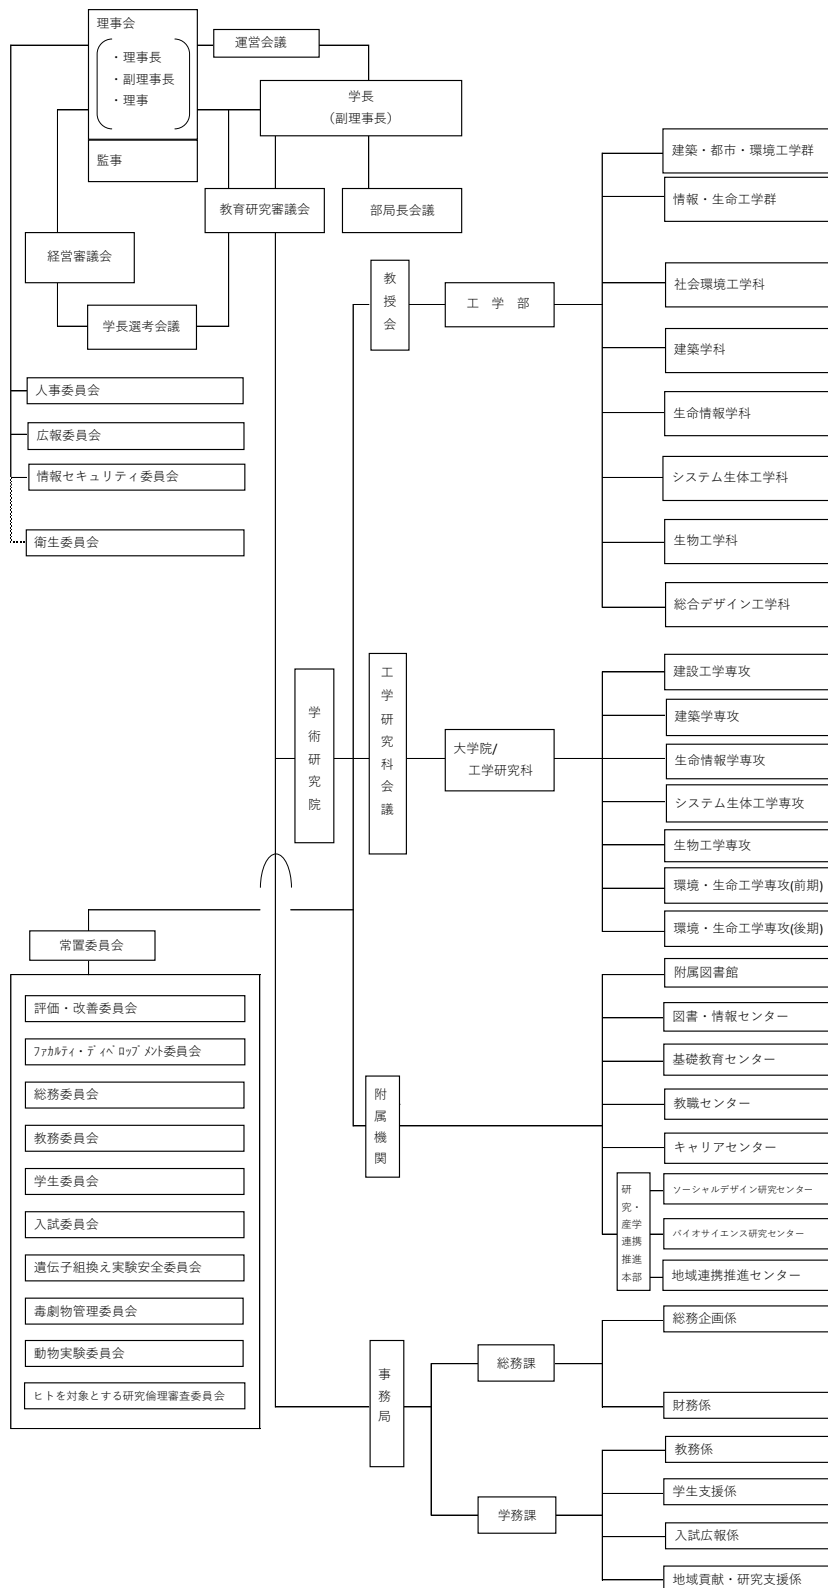 理事会
・理事長
・副理事長
・理事
監事
運営会議
学長
（副理事長）
教育研究審議会
部局長会議
経営審議会
学長選考会議
人事委員会
広報委員会
情報セキュリティ委員会
衛生委員会
教授会
工 学 部
建築・都市・環境工学群
情報・生命工学群
社会環境工学科
建築学科
生命情報学科
システム生体工学科
生物工学科
総合デザイン工学科
学術研究院
工学研究科会議
大学院/
工学研究科
建設工学専攻
建築学専攻
生命情報学専攻
システム生体工学専攻
生物工学専攻
環境・生命工学専攻(前期)
環境・生命工学専攻(後期)
常置委員会
評価・改善委員会
ﾌｧｶﾙﾃｨ・ﾃﾞｨﾍﾞﾛｯﾌﾟﾒﾝﾄ委員会
総務委員会
教務委員会
学生委員会
入試委員会
遺伝子組換え実験安全委員会
毒劇物管理委員会
動物実験委員会
ヒトを対象とする研究倫理審査委員会
附属機関
附属図書館
図書・情報センター
基礎教育センター
教職センター
キャリアセンター
研
究・
産学
連携
推進
本部
ソーシャルデザイン研究センター
バイオサイエンス研究センター
地域連携推進センター
事務局
総務課
総務企画係
財務係
学務課
教務係
学生支援係
入試広報係
地域貢献・研究支援係